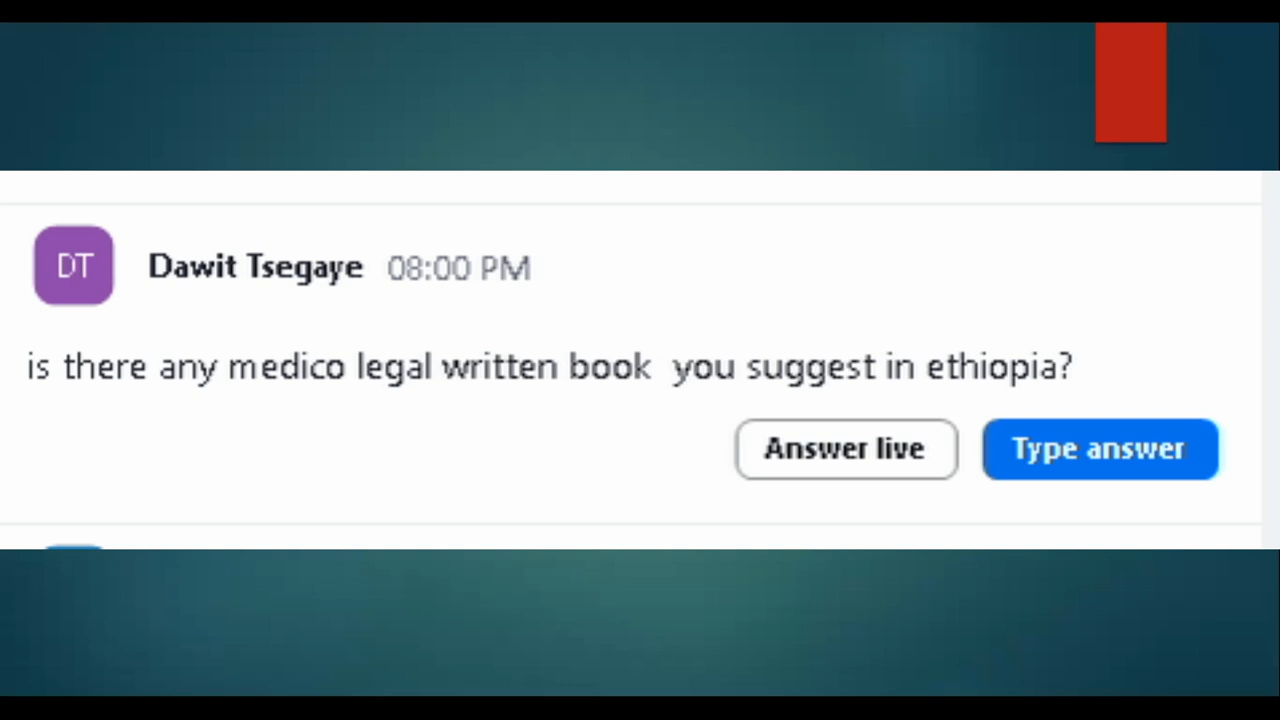 DT
Dawit Tsegaye 08:00 PM
is there any medico legal written book you suggest in ethiopia?
Answer live Type answer